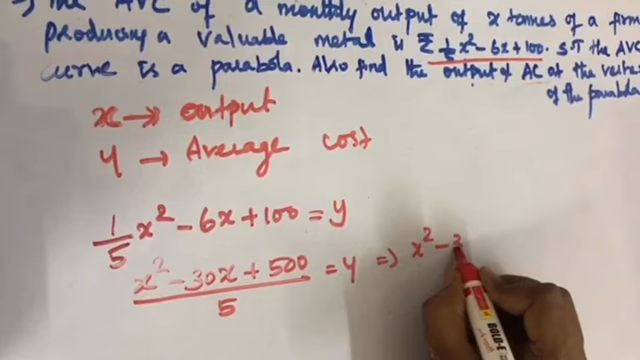 The AVC of a monthly output of x tonnes of a firm
producing a valuable metal is ₹ 1/5 x² - 6x + 100. S.T the AVC
curve is a parabola. Also find the output & AC at the vertex
of the parabola
x → output
y → Average cost
1/5 x² - 6x + 100 = y
x² - 30x + 500 / 5 = y ⇒ x² - 3
BOLD-E